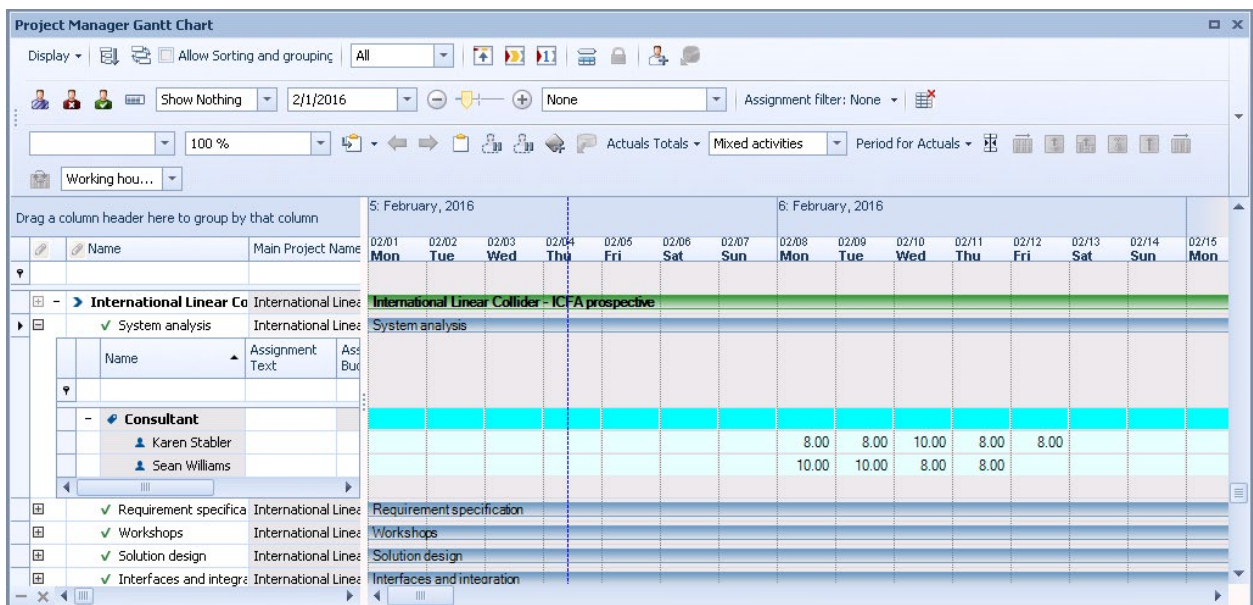 Project Manager Gantt Chart
Display Allow Sorting and grouping All
Show Nothing 2/1/2016 None Assignment filter: None
100 % Actuals Totals Mixed activities Period for Actuals
Working hou...
Drag a column header here to group by that column 5: February, 2016 6: February, 2016
Name Main Project Name 02/01 02/02 02/03 02/04 02/05 02/06 02/07 02/08 02/09 02/10 02/11 02/12 02/13 02/14 02/15
Mon Tue Wed Thu Fri Sat Sun Mon Tue Wed Thu Fri Sat Sun Mon
International Linear Co International Linea International Linear Collider - ICFA prospective
System analysis International Linea System analysis
Name Assignment Text Ass Bud
Consultant
Karen Stabler 8.00 8.00 10.00 8.00 8.00
Sean Williams 10.00 10.00 8.00 8.00
Requirement specifica International Linea Requirement specification
Workshops International Linea Workshops
Solution design International Linea Solution design
Interfaces and integra International Linea Interfaces and integration